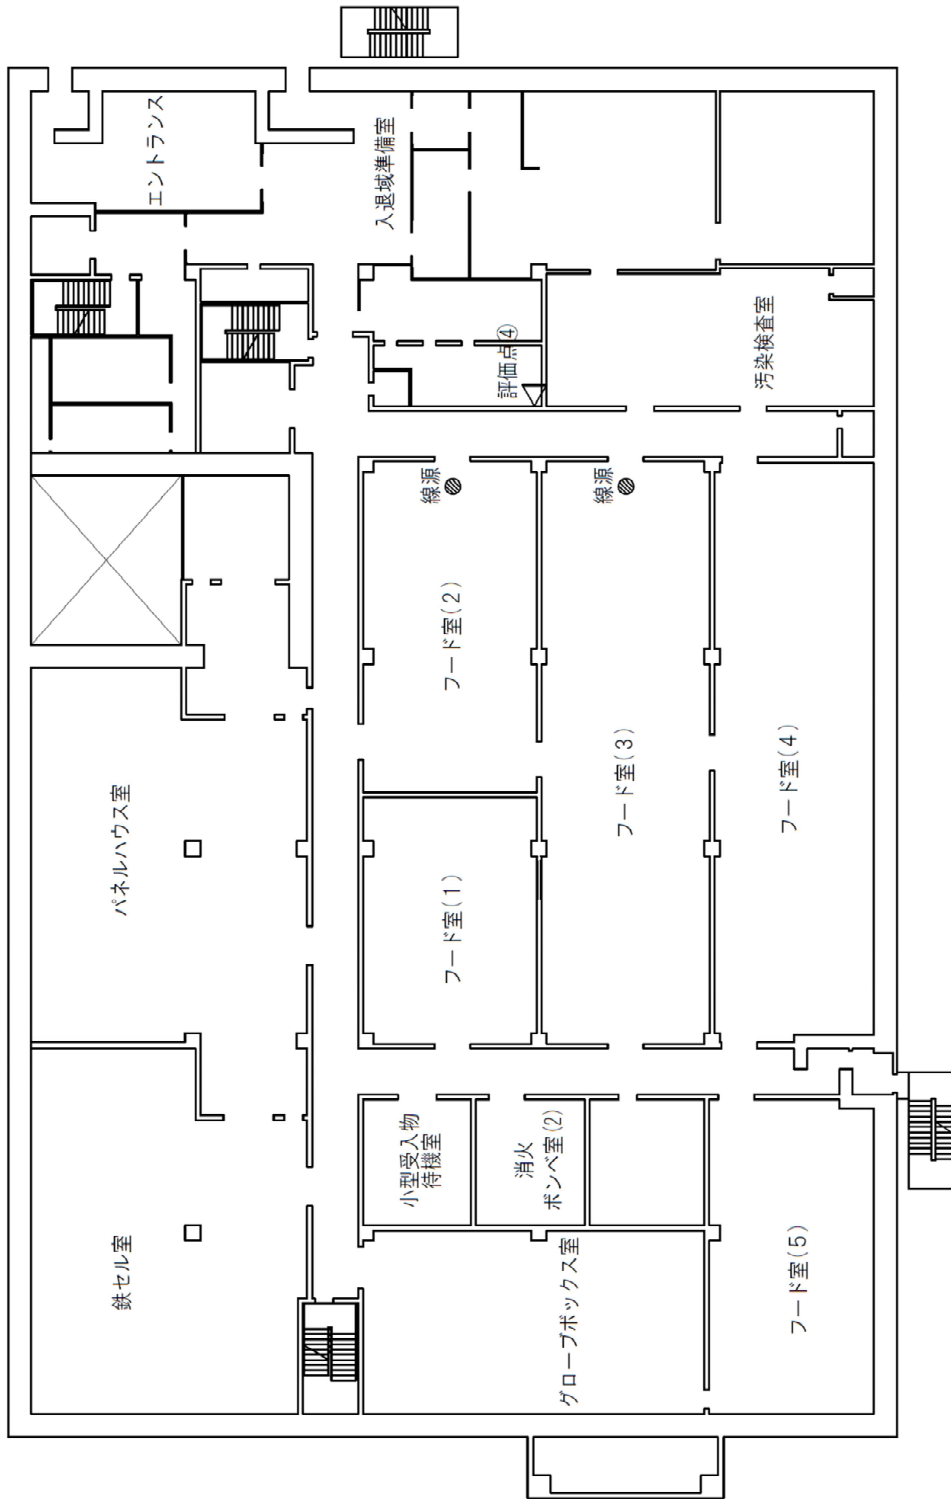 エントランス
入退域準備室
汚染検査室
評価点④
線源
線源
フード室(2)
フード室(3)
フード室(4)
パネルハウス室
フード室(1)
小型受入物
待機室
消火
ボンベ室(2)
鉄セル室
グローブボックス室
フード室(5)